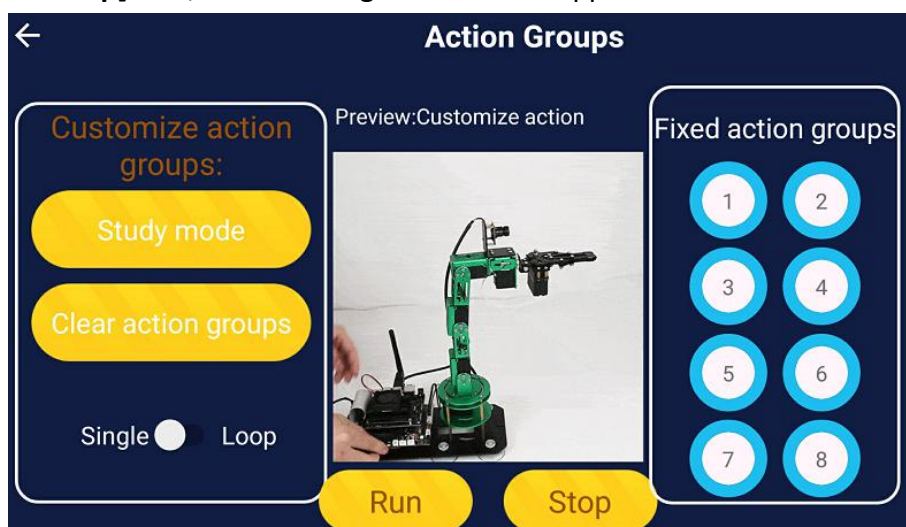 Action Groups
Customize action
groups:
Study mode
Clear action groups
Single Loop
Preview:Customize action
Run Stop
Fixed action groups
1 2
3 4
5 6
7 8